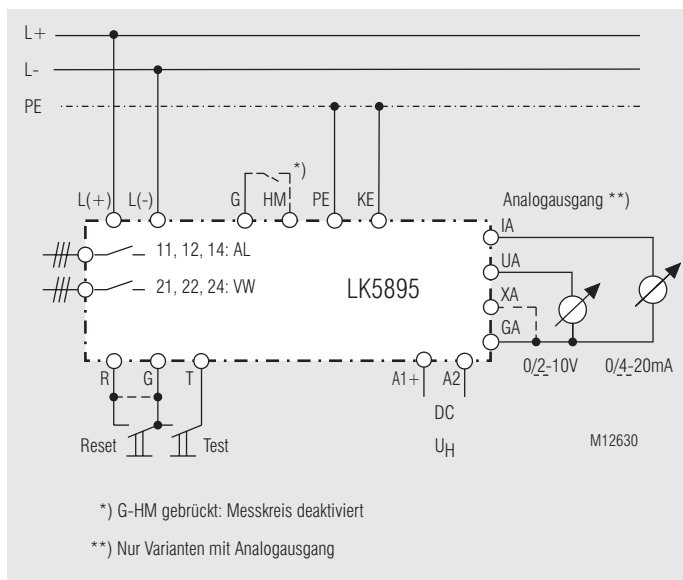 L+
L-
PE
*)
L(+) L(-) G HM PE KE Analogausgang **)
IA
11, 12, 14: AL
UA
21, 22, 24: VW
LK5895
XA
GA
R G T A1+ A2
0/2-10V 0/4-20mA
DC
Reset Test
UH
M12630
*) G-HM gebrückt: Messkreis deaktiviert
**) Nur Varianten mit Analogausgang